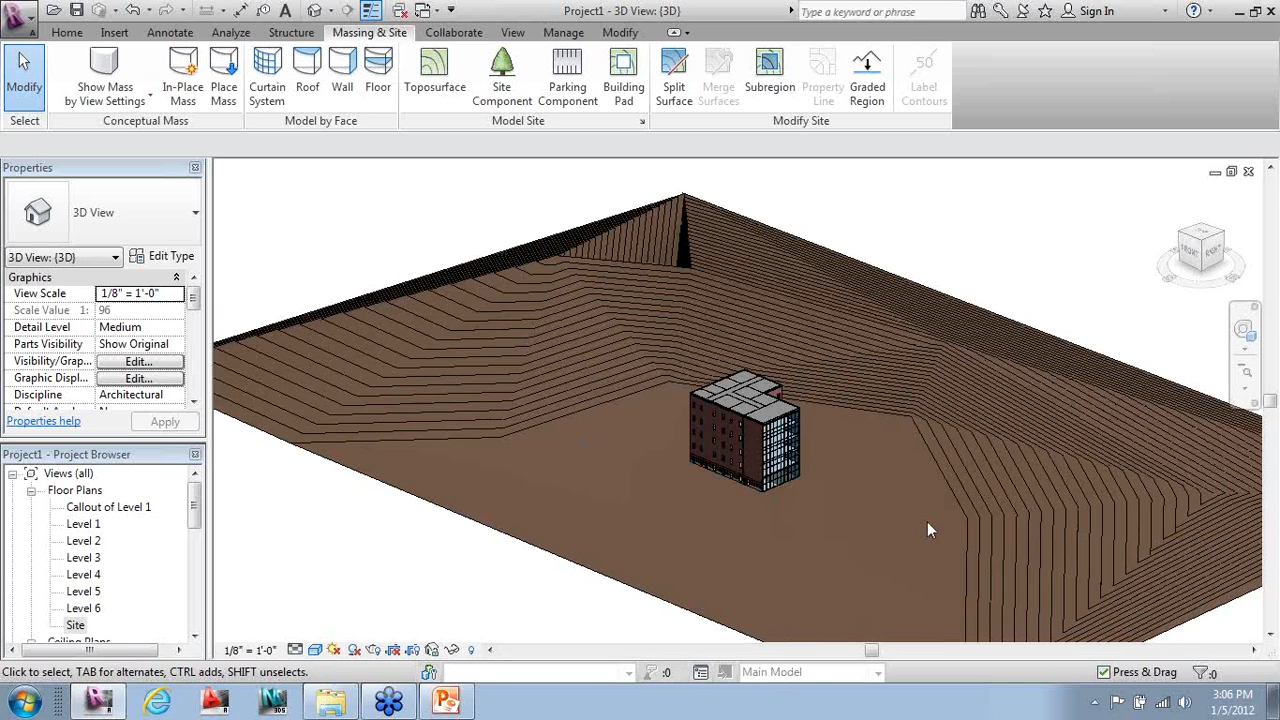 Project1 - 3D View: {3D}
Type a keyword or phrase
Sign In
Home
Insert
Annotate
Analyze
Structure
Massing & Site
Collaborate
View
Manage
Modify
Modify
Show Mass
by View Settings
In-Place
Mass
Place
Mass
Curtain
System
Roof
Wall
Floor
Toposurface
Site
Component
Parking
Component
Building
Pad
Split
Surface
Merge
Surfaces
Subregion
Property
Line
Graded
Region
50
Label
Contours
Select
Conceptual Mass
Model by Face
Model Site
Modify Site
Properties
3D View
3D View: {3D}
Edit Type
Graphics
View Scale
1/8" = 1'-0"
Scale Value 1:
96
Detail Level
Medium
Parts Visibility
Show Original
Visibility/Grap...
Edit...
Graphic Displ...
Edit...
Discipline
Architectural
Properties help
Apply
Project1 - Project Browser
Views (all)
Floor Plans
Callout of Level 1
Level 1
Level 2
Level 3
Level 4
Level 5
Level 6
Site
Ceiling Plans
1/8" = 1'-0"
Click to select, TAB for alternates, CTRL adds, SHIFT unselects.
:0
Main Model
Press & Drag
:0
3:06 PM
1/5/2012